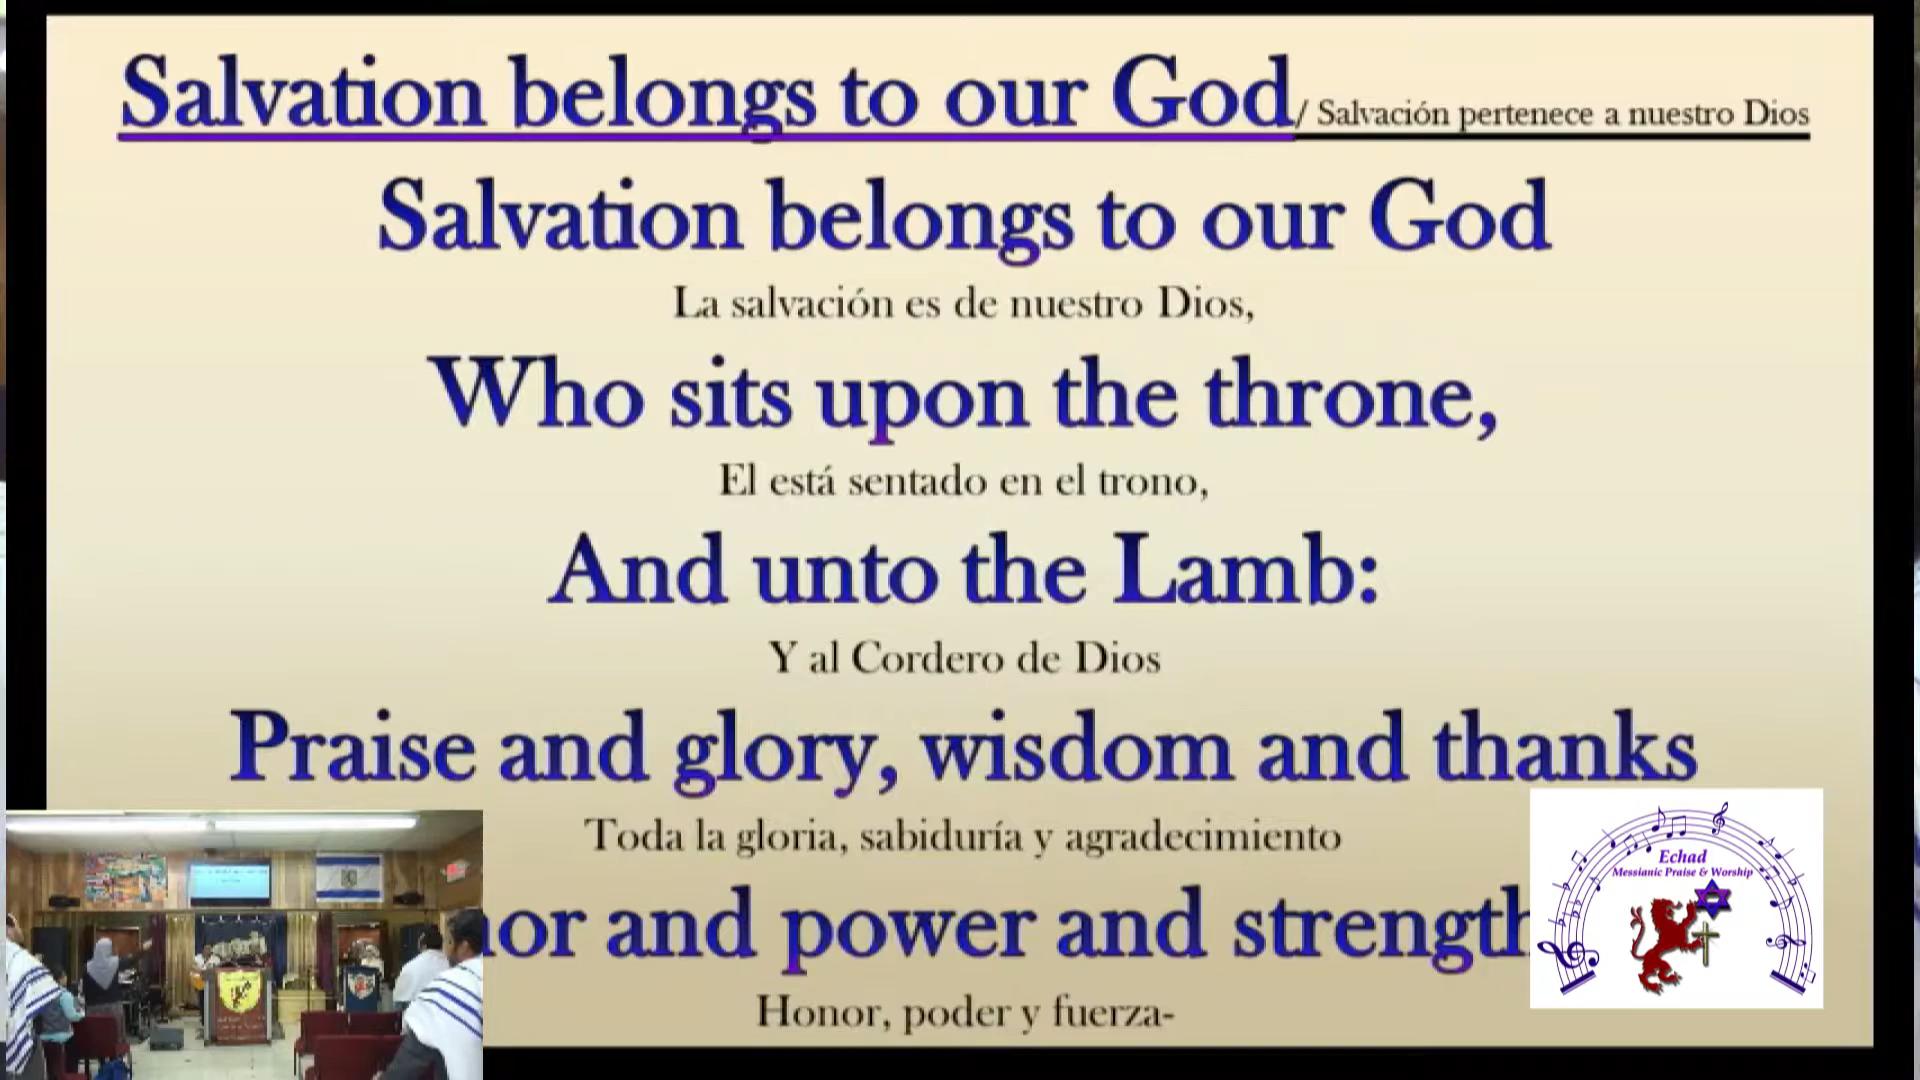 Salvation belongs to our God/ Salvación pertenece a nuestro Dios
Salvation belongs to our God
La salvación es de nuestro Dios,
Who sits upon the throne,
El está sentado en el trono,
And unto the Lamb:
Y al Cordero de Dios
Praise and glory, wisdom and thanks
Toda la gloria, sabiduría y agradecimiento
nor and power and strength
Honor, poder y fuerza-
Echad
Messianic Praise & Worship